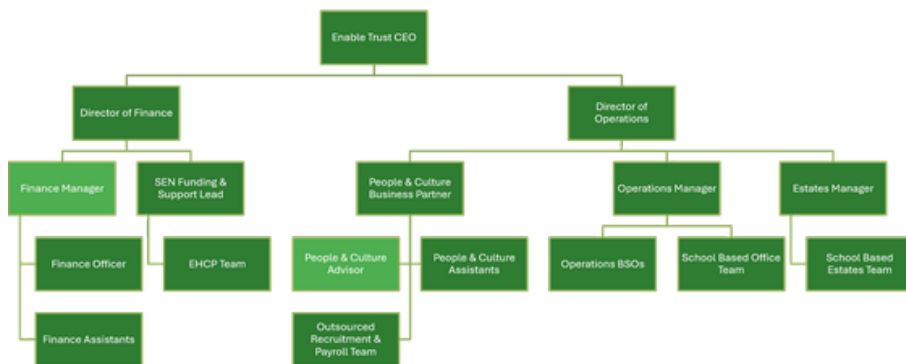 Enable Trust CEO
Director of Finance
Director of
Operations
Finance Manager
SEN Funding &
Support Lead
People & Culture
Business Partner
Operations Manager
Estates Manager
Finance Officer
EHCP Team
People & Culture
Advisor
People & Culture
Assistants
Operations BSOs
School Based Office
Team
School Based
Estates Team
Finance Assistants
Outsourced
Recruitment &
Payroll Team